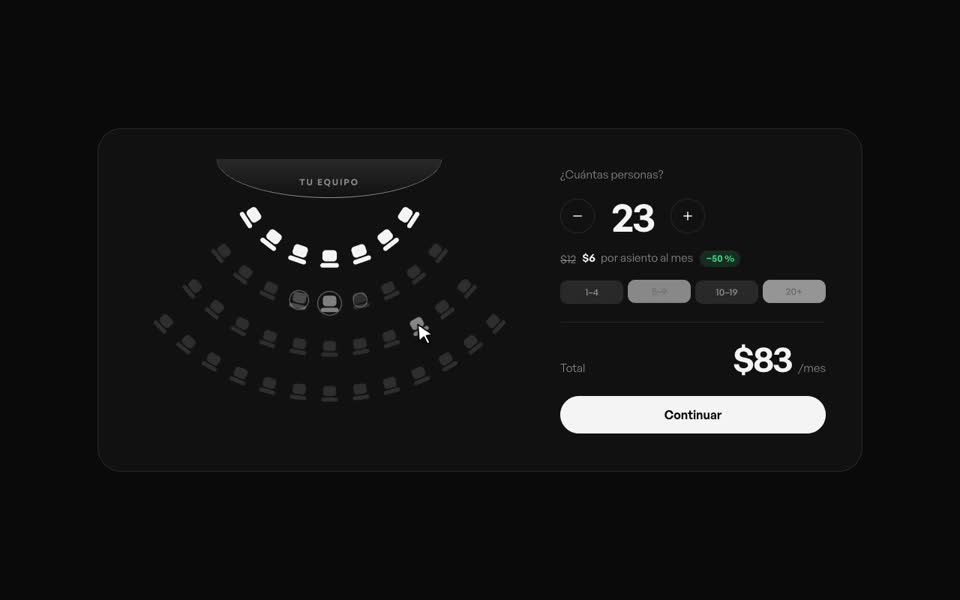 TU EQUIPO
¿Cuántas personas?
− 23 +
$12 $6 por asiento al mes −50 %
1–4 5–9 10–19 20+
Total $83 /mes
Continuar